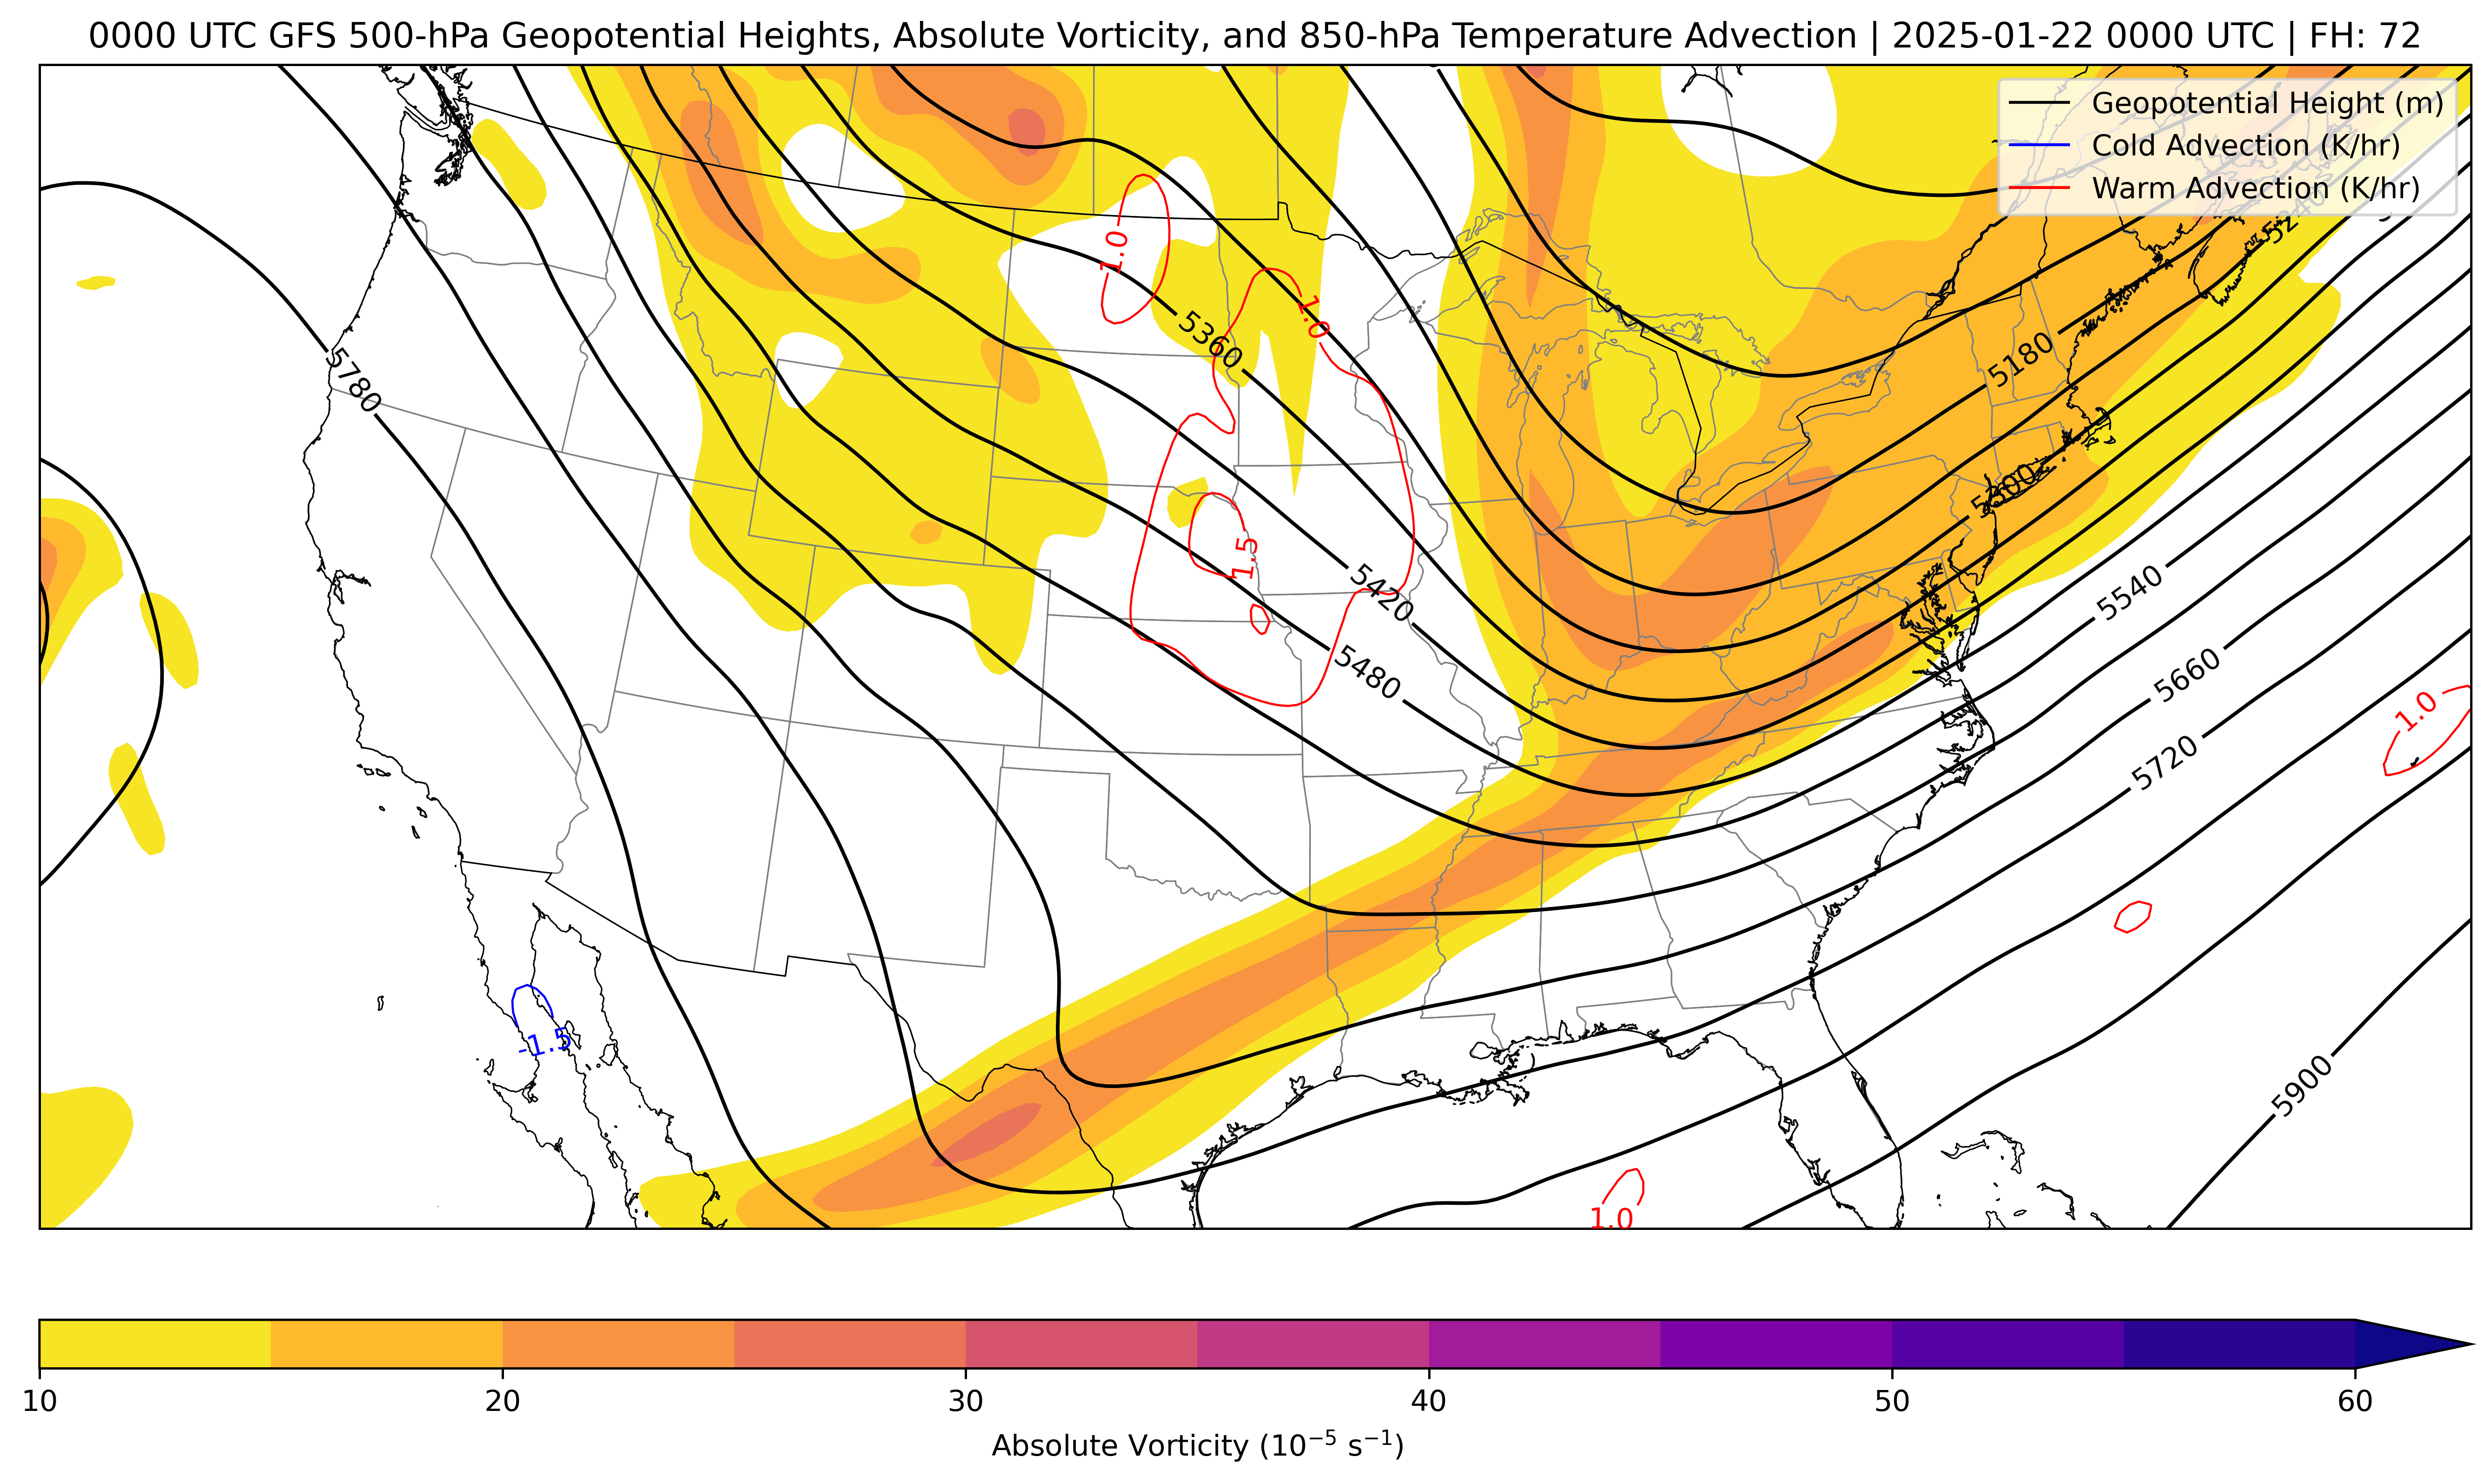 0000 UTC GFS 500-hPa Geopotential Heights, Absolute Vorticity, and 850-hPa Temperature Advection | 2025-01-22 0000 UTC | FH: 72
Geopotential Height (m)
Cold Advection (K/hr)
Warm Advection (K/hr)
5240
1.0
1.0
5360
5180
5780
5300
1.5
5420
5540
5480
5660
1.0
5720
-1.5
5900
1.0
10 20 30 40 50 60
Absolute Vorticity (10⁻⁵ s⁻¹)